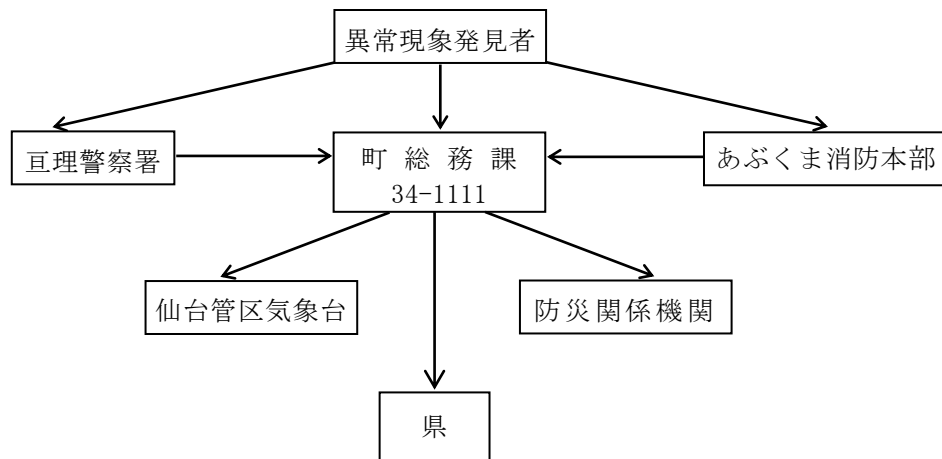 異常現象発見者
亘理警察署
町総務課
34-1111
あぶくま消防本部
仙台管区気象台
防災関係機関
県